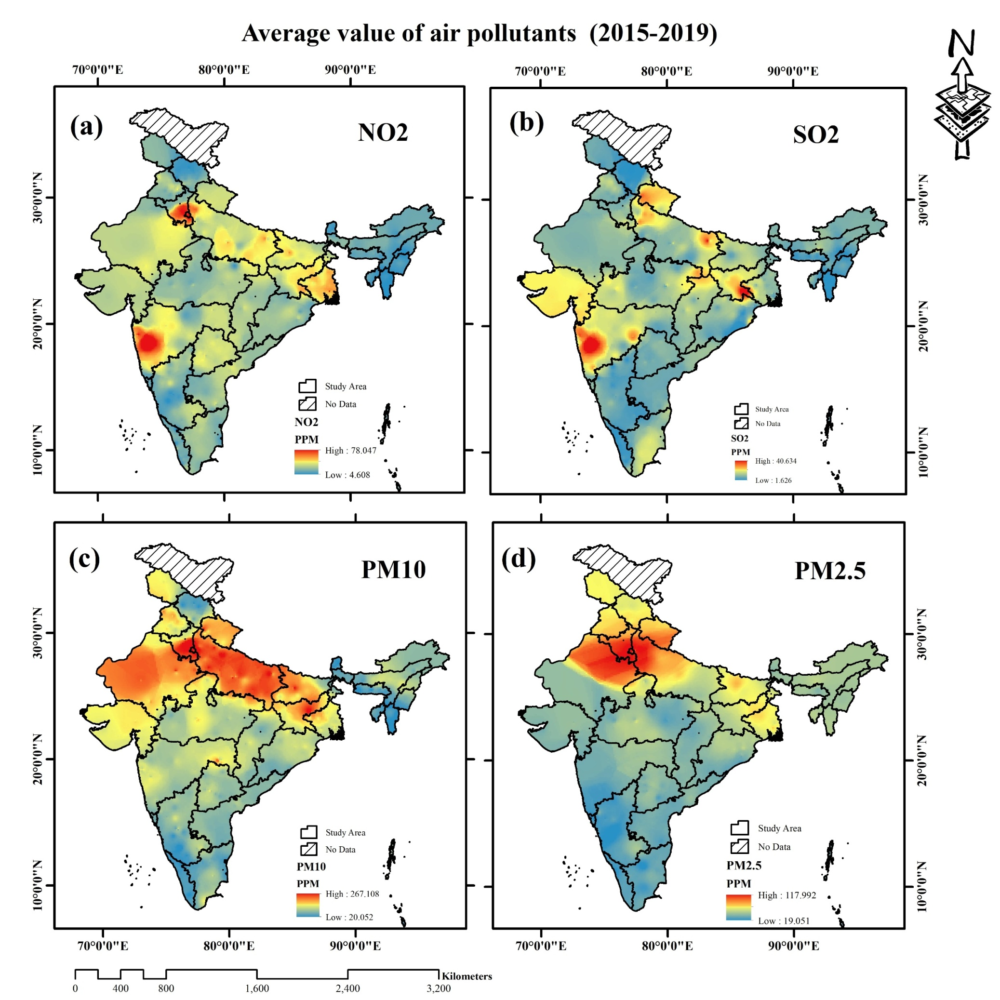 Average value of air pollutants (2015-2019)
N
70°0'0"E 80°0'0"E 90°0'0"E
70°0'0"E 80°0'0"E 90°0'0"E
(a) NO2
30°0'0"N
20°0'0"N
10°0'0"N
Study Area
No Data
NO2
PPM
High : 78.047
Low : 4.608
(b) SO2
30°0'0"N
20°0'0"N
10°0'0"N
Study Area
No Data
SO2
PPM
High : 40.634
Low : 1.626
(c) PM10
30°0'0"N
20°0'0"N
10°0'0"N
Study Area
No Data
PM10
PPM
High : 267.108
Low : 20.052
(d) PM2.5
30°0'0"N
20°0'0"N
10°0'0"N
Study Area
No Data
PM2.5
PPM
High : 117.992
Low : 19.051
70°0'0"E 80°0'0"E 90°0'0"E
70°0'0"E 80°0'0"E 90°0'0"E
Kilometers
0 400 800 1,600 2,400 3,200